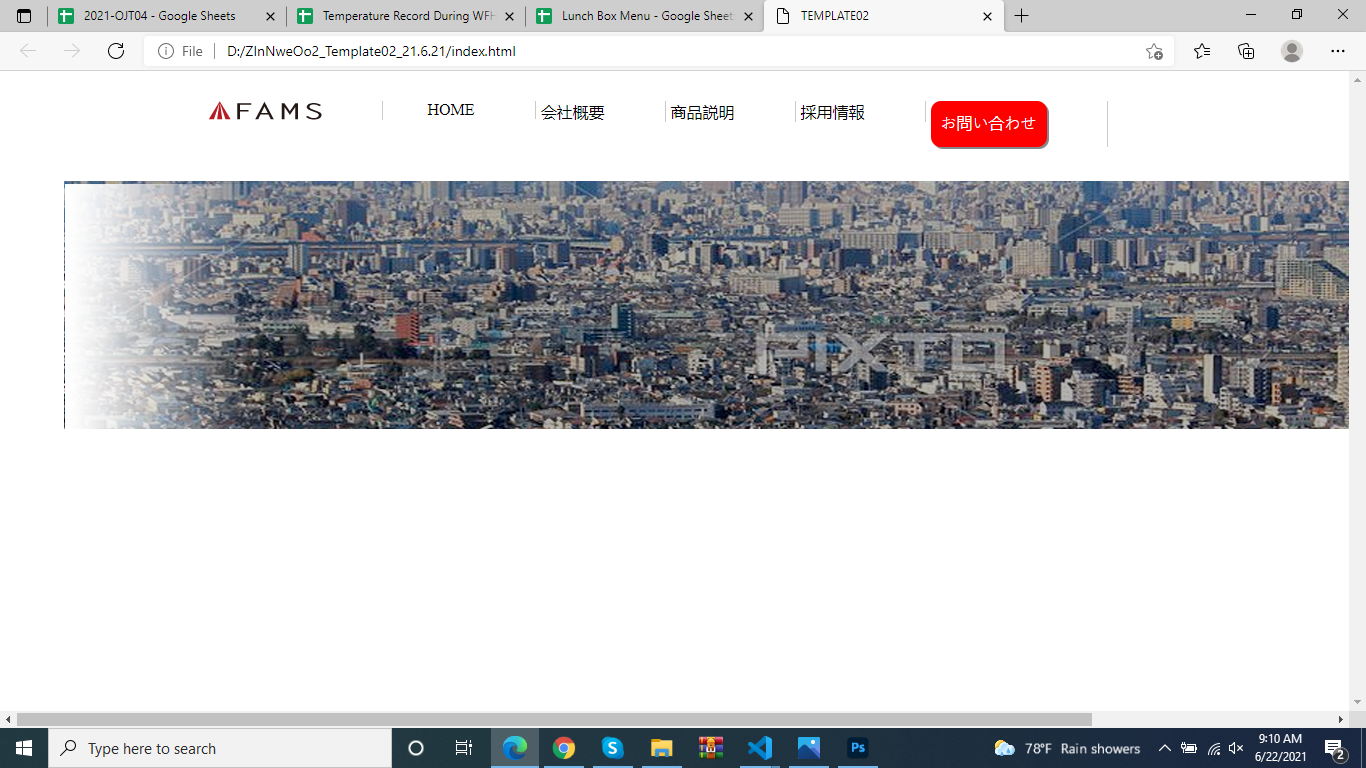 2021-OJT04 - Google Sheets
Temperature Record During WFH
Lunch Box Menu - Google Sheets
TEMPLATE02
File
D:/ZInNweOo2_Template02_21.6.21/index.html
FAMS
HOME
会社概要
商品説明
採用情報
お問い合わせ
PIXTO
Type here to search
S
Ps
78°F Rain showers
9:10 AM
6/22/2021
2